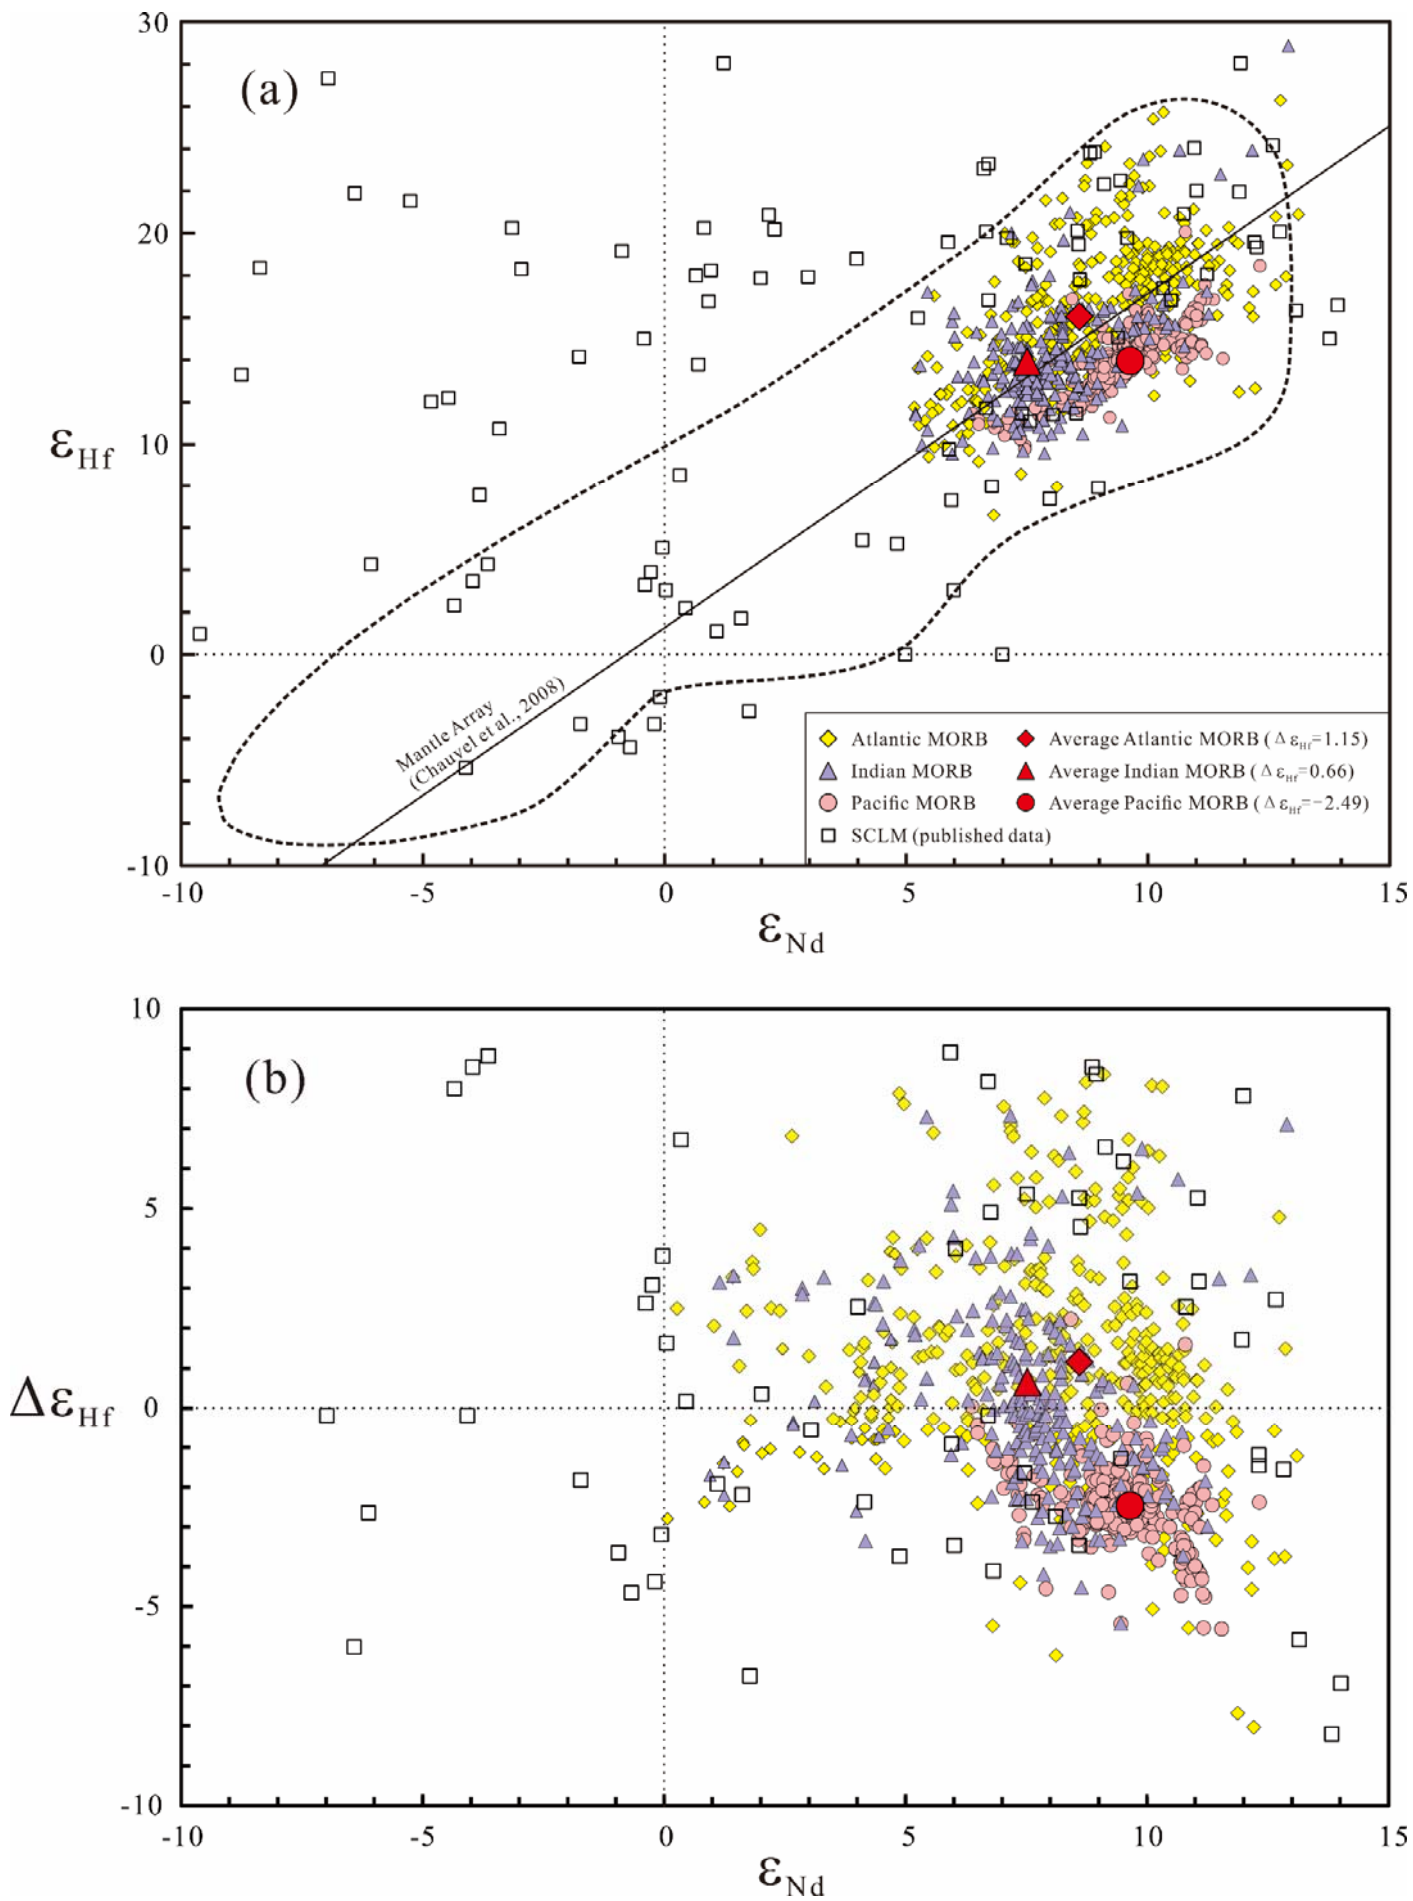 30
(a)
20
εHf
10
0
-10
Mantle Array
(Chauvel et al., 2008)
Atlantic MORB
Average Atlantic MORB (ΔεHf=1.15)
Indian MORB
Average Indian MORB (ΔεHf=0.66)
Pacific MORB
Average Pacific MORB (ΔεHf=−2.49)
SCLM (published data)
-10 -5 0 5 10 15
εNd
10
(b)
5
ΔεHf
0
-5
-10
-10 -5 0 5 10 15
εNd